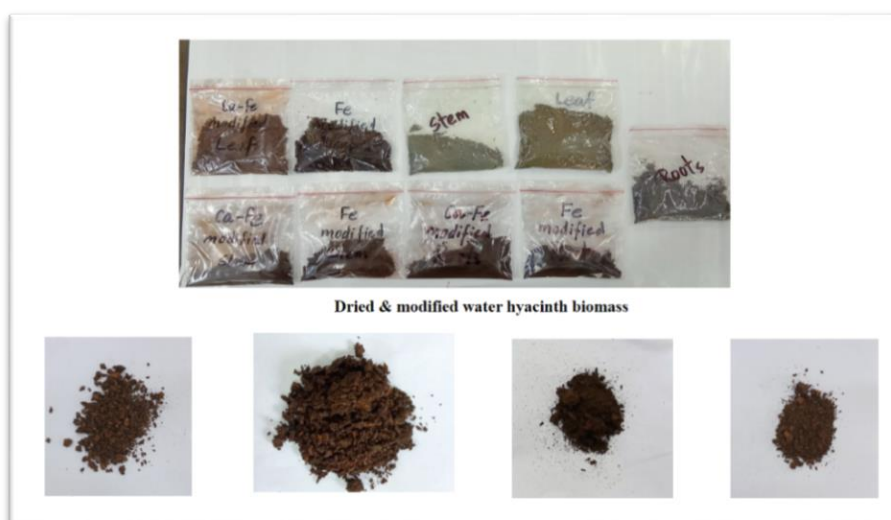 Ca-Fe
modified
Leaf
Fe
modified
stem
Leaf
Roots
Ca-Fe
modified
Fe
modified
Stems
Ca-Fe
modified
Fe
modified
Dried & modified water hyacinth biomass